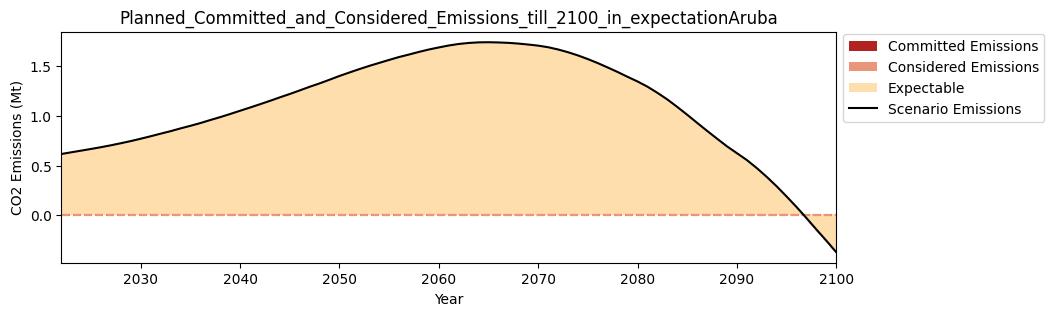 Planned_Committed_and_Considered_Emissions_till_2100_in_expectationAruba
CO2 Emissions (Mt)
1.5
1.0
0.5
0.0
2030 2040 2050 2060 2070 2080 2090 2100
Year
Committed Emissions
Considered Emissions
Expectable
Scenario Emissions